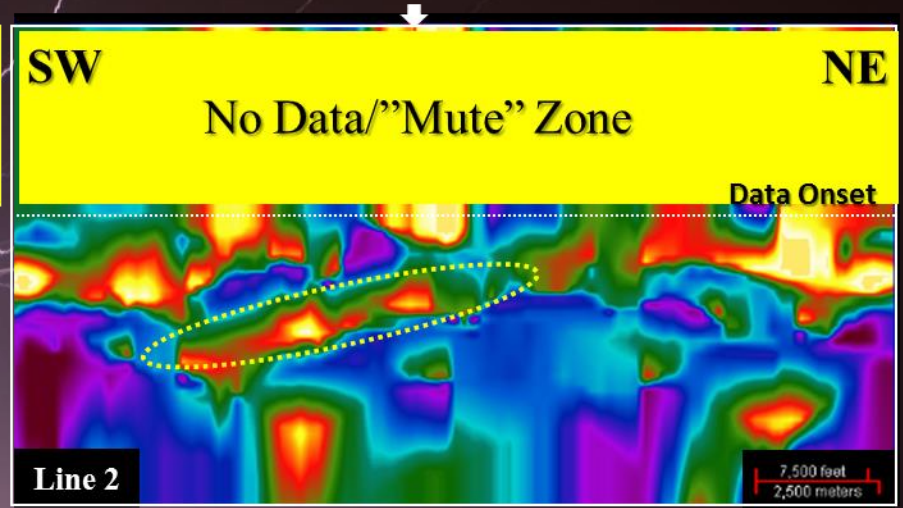 SW
NE
No Data/”Mute” Zone
Data Onset
Line 2
7,500 feet
2,500 meters